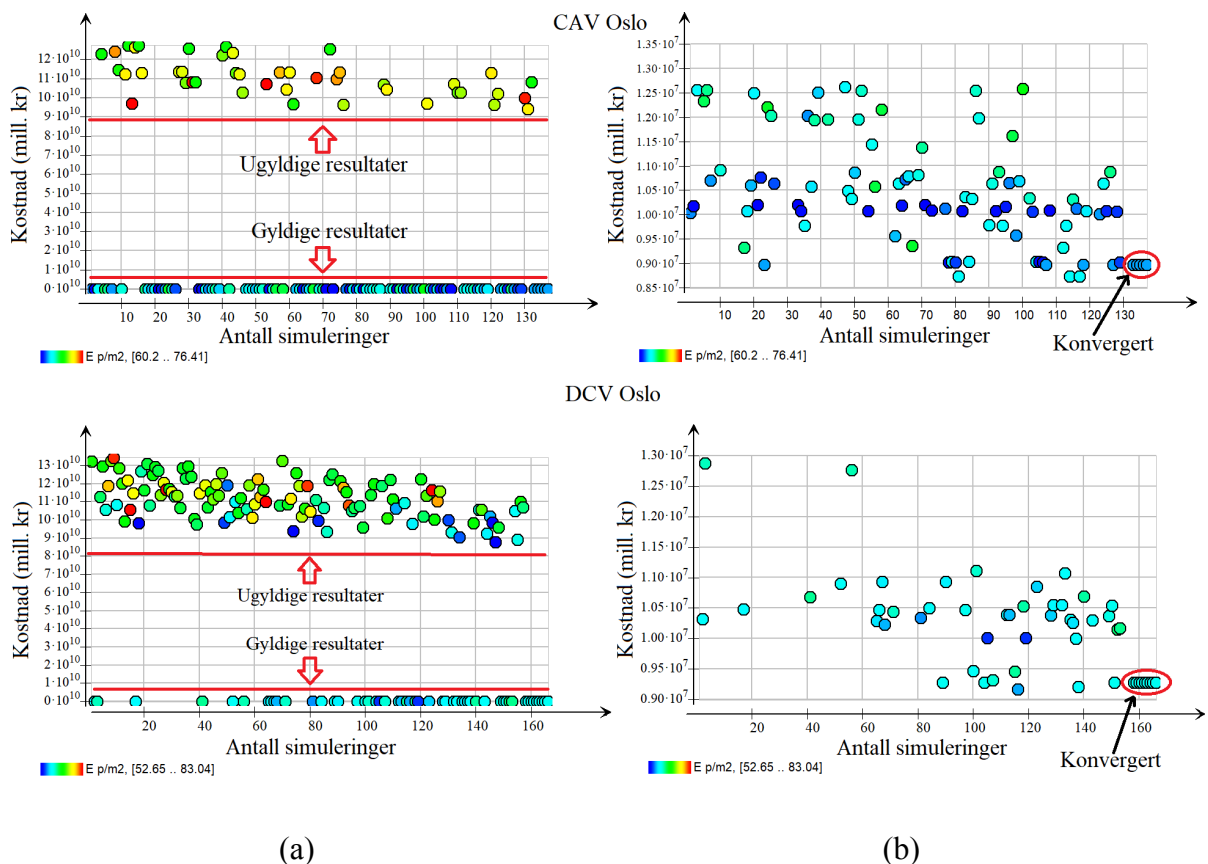 CAV Oslo
Kostnad (mill. kr)
12·10¹⁰
11·10¹⁰
10·10¹⁰
9·10¹⁰
8·10¹⁰
7·10¹⁰
6·10¹⁰
5·10¹⁰
4·10¹⁰
3·10¹⁰
2·10¹⁰
1·10¹⁰
0·10¹⁰
Ugyldige resultater
Gyldige resultater
10 20 30 40 50 60 70 80 90 100 110 120 130
Antall simuleringer
E p/m2, [60.2 .. 76.41]
Kostnad (mill. kr)
1.35·10⁷
1.30·10⁷
1.25·10⁷
1.20·10⁷
1.15·10⁷
1.10·10⁷
1.05·10⁷
1.00·10⁷
0.95·10⁷
0.90·10⁷
0.85·10⁷
10 20 30 40 50 60 70 80 90 100 110 120 130
Antall simuleringer
Konvergert
E p/m2, [60.2 .. 76.41]
DCV Oslo
Kostnad (mill. kr)
13·10¹⁰
12·10¹⁰
11·10¹⁰
10·10¹⁰
9·10¹⁰
8·10¹⁰
7·10¹⁰
6·10¹⁰
5·10¹⁰
4·10¹⁰
3·10¹⁰
2·10¹⁰
1·10¹⁰
0·10¹⁰
Ugyldige resultater
Gyldige resultater
20 40 60 80 100 120 140 160
Antall simuleringer
E p/m2, [52.65 .. 83.04]
Kostnad (mill. kr)
1.30·10⁷
1.25·10⁷
1.20·10⁷
1.15·10⁷
1.10·10⁷
1.05·10⁷
1.00·10⁷
0.95·10⁷
0.90·10⁷
20 40 60 80 100 120 140 160
Antall simuleringer
Konvergert
E p/m2, [52.65 .. 83.04]
(a)
(b)